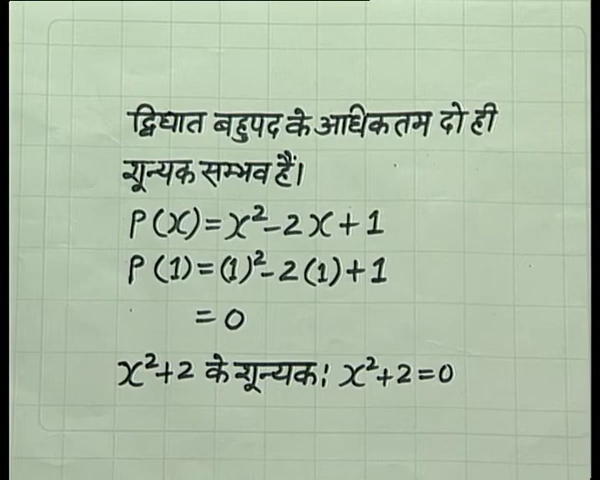 द्विघात बहुपद के अधिकतम दो ही
शून्यक सम्भव हैं।
P(x)=x²-2x+1
P(1)=(1)²-2(1)+1
=0
x²+2 के शून्यक: x²+2=0